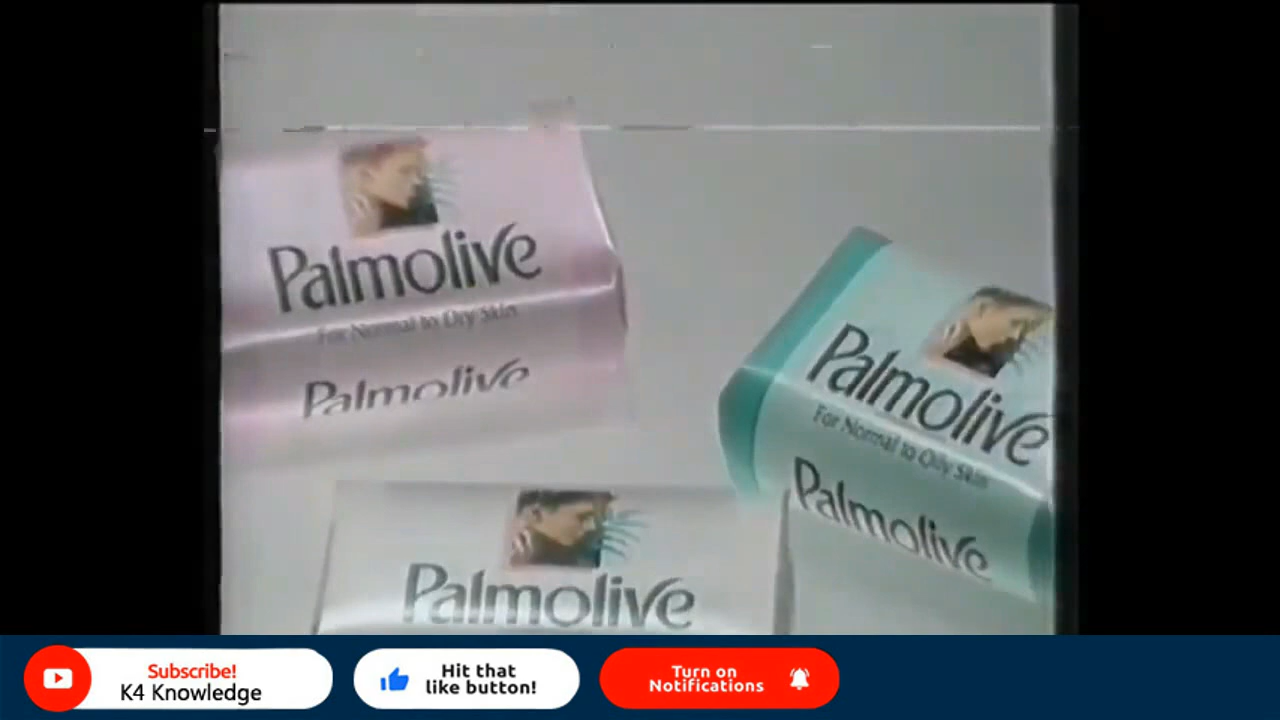 Palmolive
For Normal to Dry Skin
Palmolive
Palmolive
For Normal to Oily Skin
Palmolive
Palmolive
Subscribe!
K4 Knowledge
Hit that
like button!
Turn on
Notifications